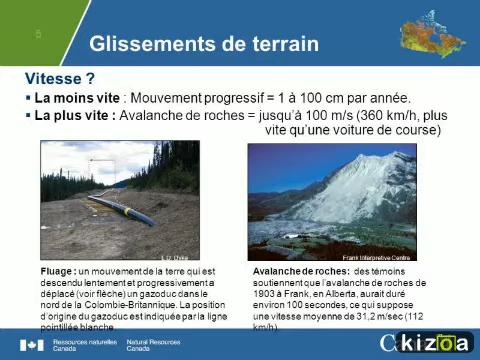 5
Glissements de terrain
Vitesse ?
▪ La moins vite : Mouvement progressif = 1 à 100 cm par année.
▪ La plus vite : Avalanche de roches = jusqu'à 100 m/s (360 km/h, plus
vite qu'une voiture de course)
L.D. Dyke
Frank Interpretive Centre
Fluage : un mouvement de la terre qui est
descendu lentement et progressivement a
déplacé (voir flèche) un gazoduc dans le
nord de la Colombie-Britannique. La position
d'origine du gazoduc est indiquée par la ligne
pointillée blanche.
Avalanche de roches: des témoins
soutiennent que l'avalanche de roches de
1903 à Frank, en Alberta, aurait duré
environ 100 secondes, ce qui suppose
une vitesse moyenne de 31,2 m/sec (112
km/h).
Ressources naturelles
Canada
Natural Resources
Canada
kizoa